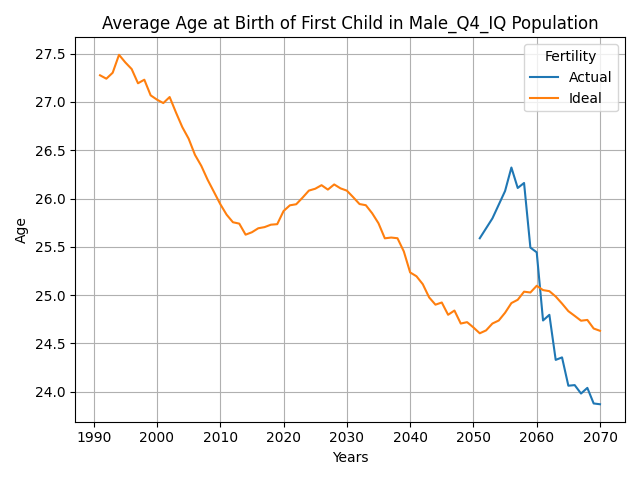 Average Age at Birth of First Child in Male_Q4_IQ Population
Fertility
Actual
Ideal
27.5
27.0
26.5
26.0
25.5
25.0
24.5
24.0
Age
1990 2000 2010 2020 2030 2040 2050 2060 2070
Years